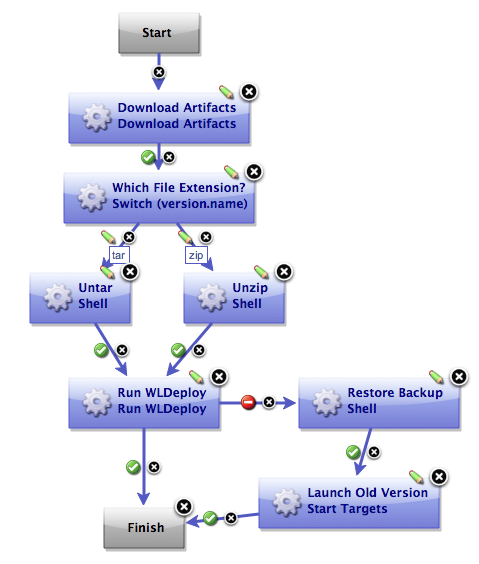 Start
Download Artifacts
Download Artifacts
Which File Extension?
Switch (version.name)
tar
zip
Untar
Shell
Unzip
Shell
Run WLDeploy
Run WLDeploy
Restore Backup
Shell
Launch Old Version
Start Targets
Finish